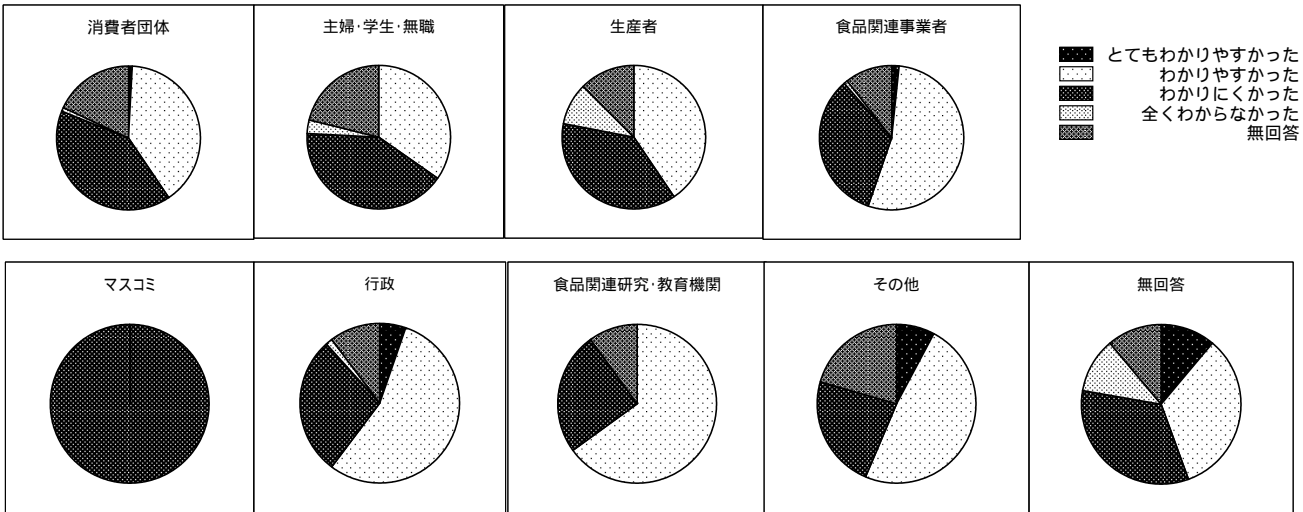 消費者団体
主婦・学生・無職
生産者
食品関連事業者
とてもわかりやすかった
わかりやすかった
わかりにくかった
全くわからなかった
無回答
マスコミ
行政
食品関連研究・教育機関
その他
無回答